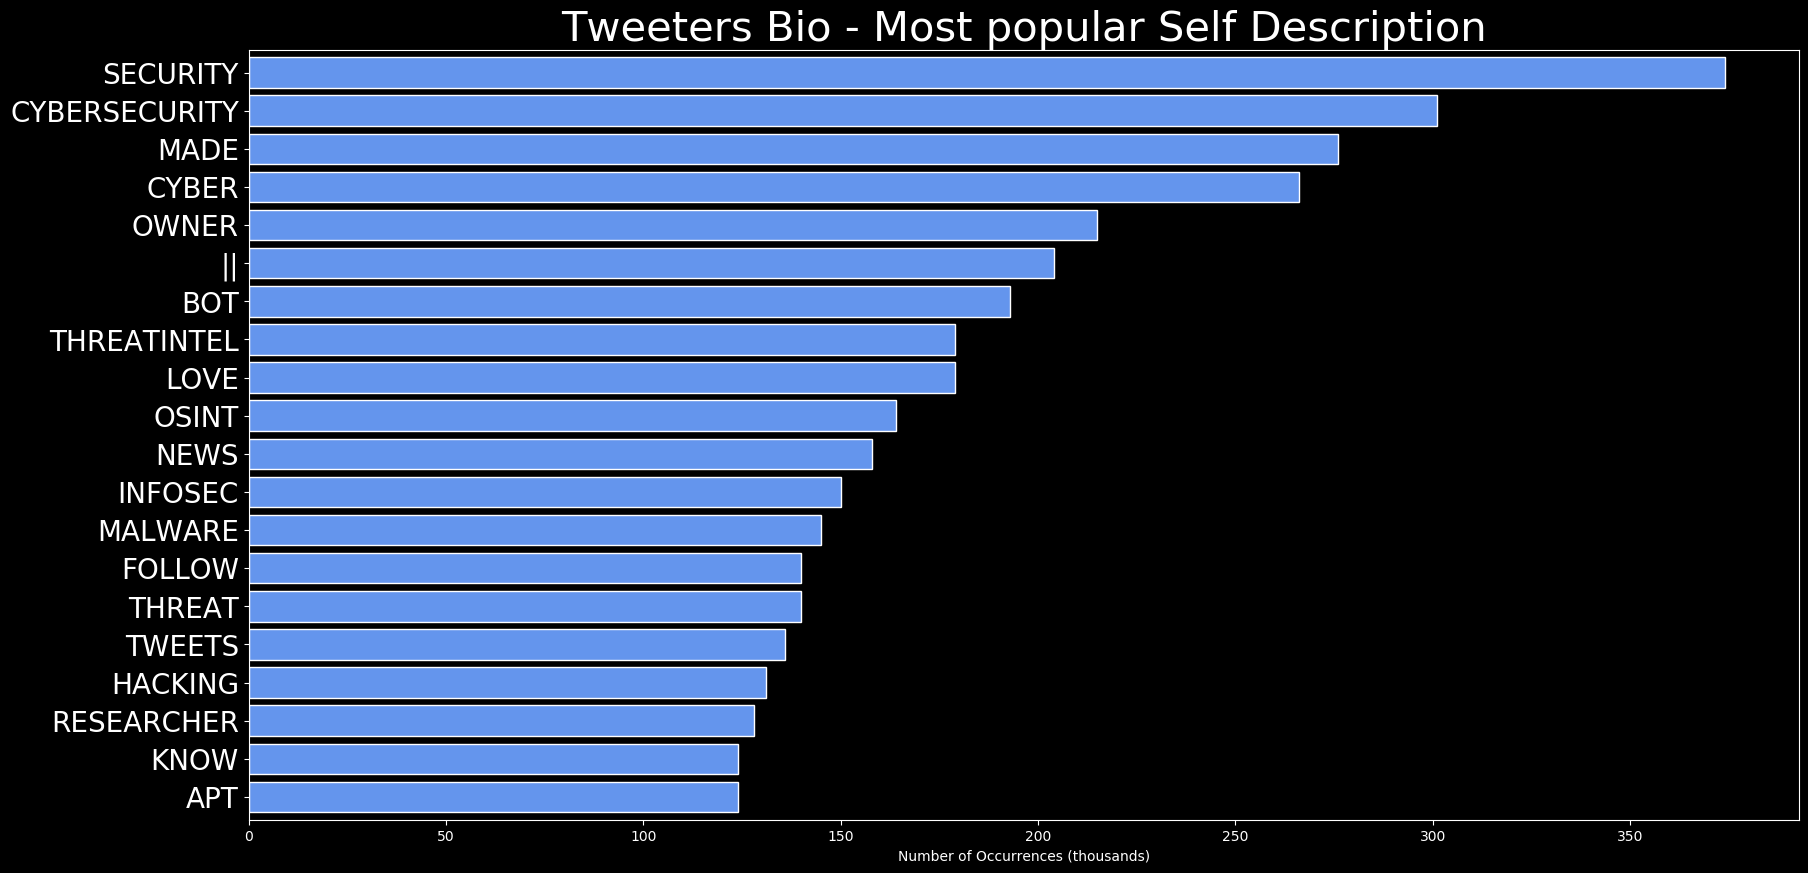 Tweeters Bio - Most popular Self Description
SECURITY
CYBERSECURITY
MADE
CYBER
OWNER
||
BOT
THREATINTEL
LOVE
OSINT
NEWS
INFOSEC
MALWARE
FOLLOW
THREAT
TWEETS
HACKING
RESEARCHER
KNOW
APT
0 50 100 150 200 250 300 350
Number of Occurrences (thousands)